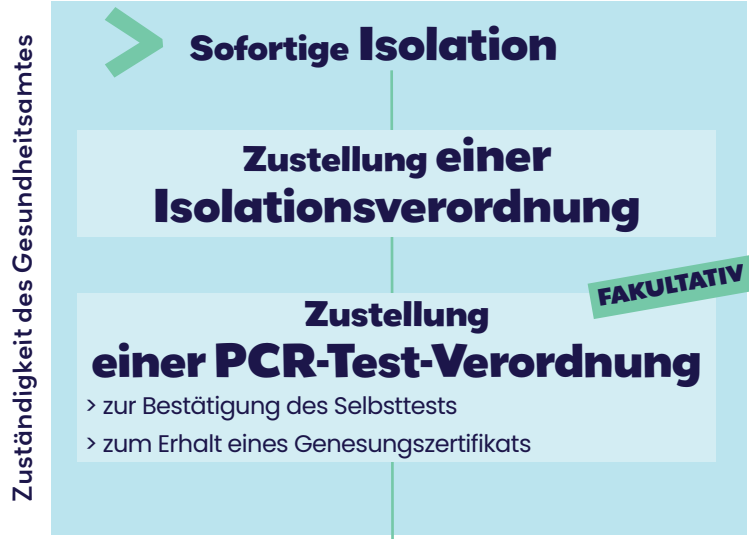 Zuständigkeit des Gesundheitsamtes
> Sofortige Isolation
Zustellung einer
Isolationsverordnung
FAKULTATIV
Zustellung
einer PCR-Test-Verordnung
> zur Bestätigung des Selbsttests
> zum Erhalt eines Genesungszertifikats